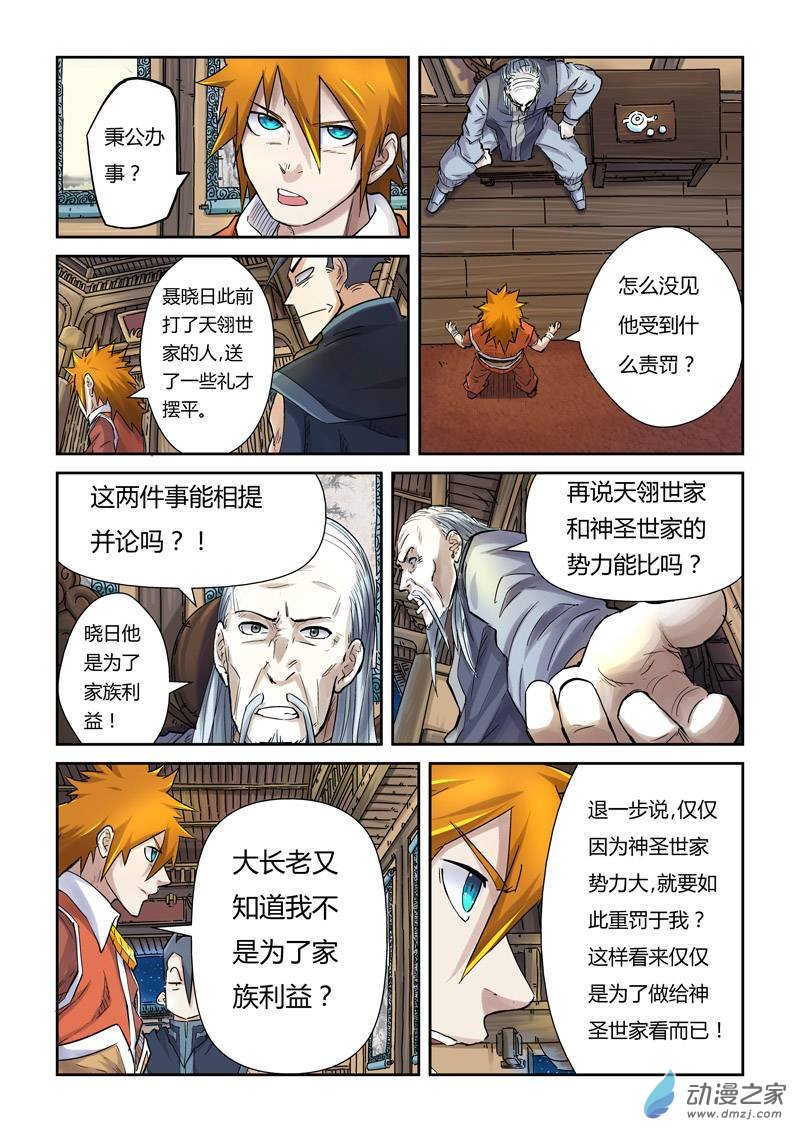 秉公办
事？
聂晓日此前
打了天翎世
家的人,送
了一些礼才
摆平。
怎么没见
他受到什
么责罚？
这两件事能相提
并论吗？！
晓日他
是为了
家族利
益！
再说天翎世家
和神圣世家的
势力能比吗？
大长老又
知道我不
是为了家
族利益？
退一步说,仅仅
因为神圣世家
势力大,就要如
此重罚于我？
这样看来仅仅
是为了做给神
圣世家看而已！
动漫之家
www.dmzj.com